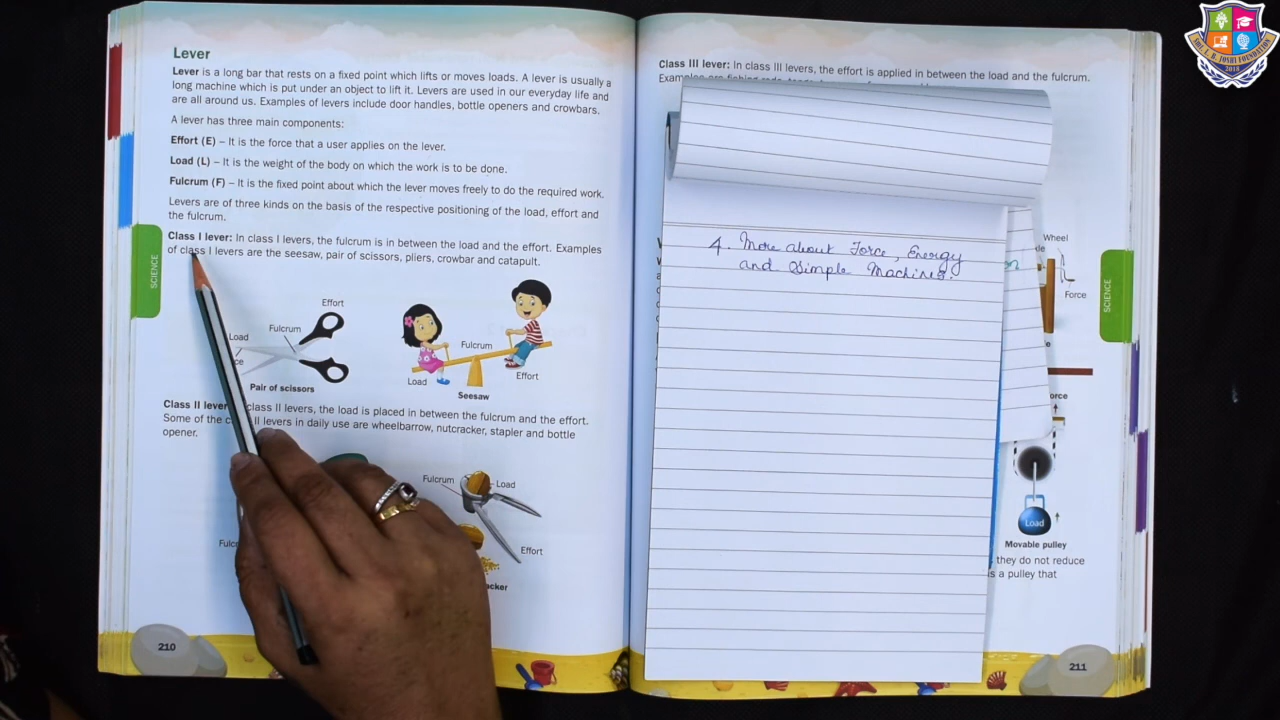 Lever
Lever is a long bar that rests on a fixed point which lifts or moves loads. A lever is usually a
long machine which is put under an object to lift it. Levers are used in our everyday life and
are all around us. Examples of levers include door handles, bottle openers and crowbars.
A lever has three main components:
Effort (E) – It is the force that a user applies on the lever.
Load (L) – It is the weight of the body on which the work is to be done.
Fulcrum (F) – It is the fixed point about which the lever moves freely to do the required work.
Levers are of three kinds on the basis of the respective positioning of the load, effort and
the fulcrum.
Class I lever: In class I levers, the fulcrum is in between the load and the effort. Examples
of class I levers are the seesaw, pair of scissors, pliers, crowbar and catapult.
SCIENCE
Effort
Fulcrum
Load
Pair of scissors
Fulcrum
Load
Effort
Seesaw
Class II lever class II levers, the load is placed in between the fulcrum and the effort.
Some of the II levers in daily use are wheelbarrow, nutcracker, stapler and bottle
opener.
Fulcrum
Load
Effort
210
Class III lever: In class III levers, the effort is applied in between the load and the fulcrum.
4. More about Force, Energy
and Simple Machines.
Wheel
Force
SCIENCE
Load
Movable pulley
they do not reduce
is a pulley that
211
SHRI L. R. JOSHI FOUNDATION
2018